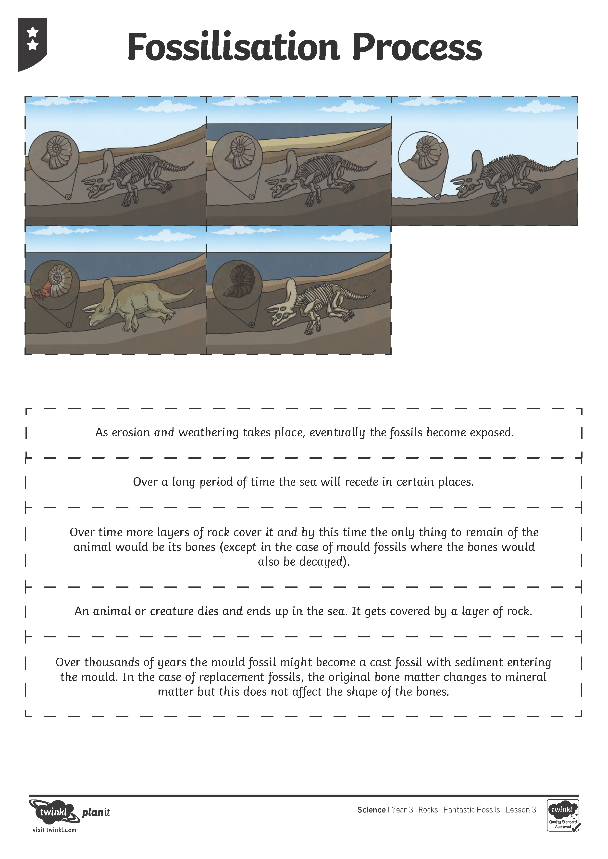 Fossilisation Process
As erosion and weathering takes place, eventually the fossils become exposed.
Over a long period of time the sea will recede in certain places.
Over time more layers of rock cover it and by this time the only thing to remain of the
animal would be its bones (except in the case of mould fossils where the bones would
also be decayed).
An animal or creature dies and ends up in the sea. It gets covered by a layer of rock.
Over thousands of years the mould fossil might become a cast fossil with sediment entering
the mould. In the case of replacement fossils, the original bone matter changes to mineral
matter but this does not affect the shape of the bones.
twinkl planit
visit twinkl.com
Science | Year 3 | Rocks | Fantastic Fossils | Lesson 3
twinkl
Quality Standard
Approved